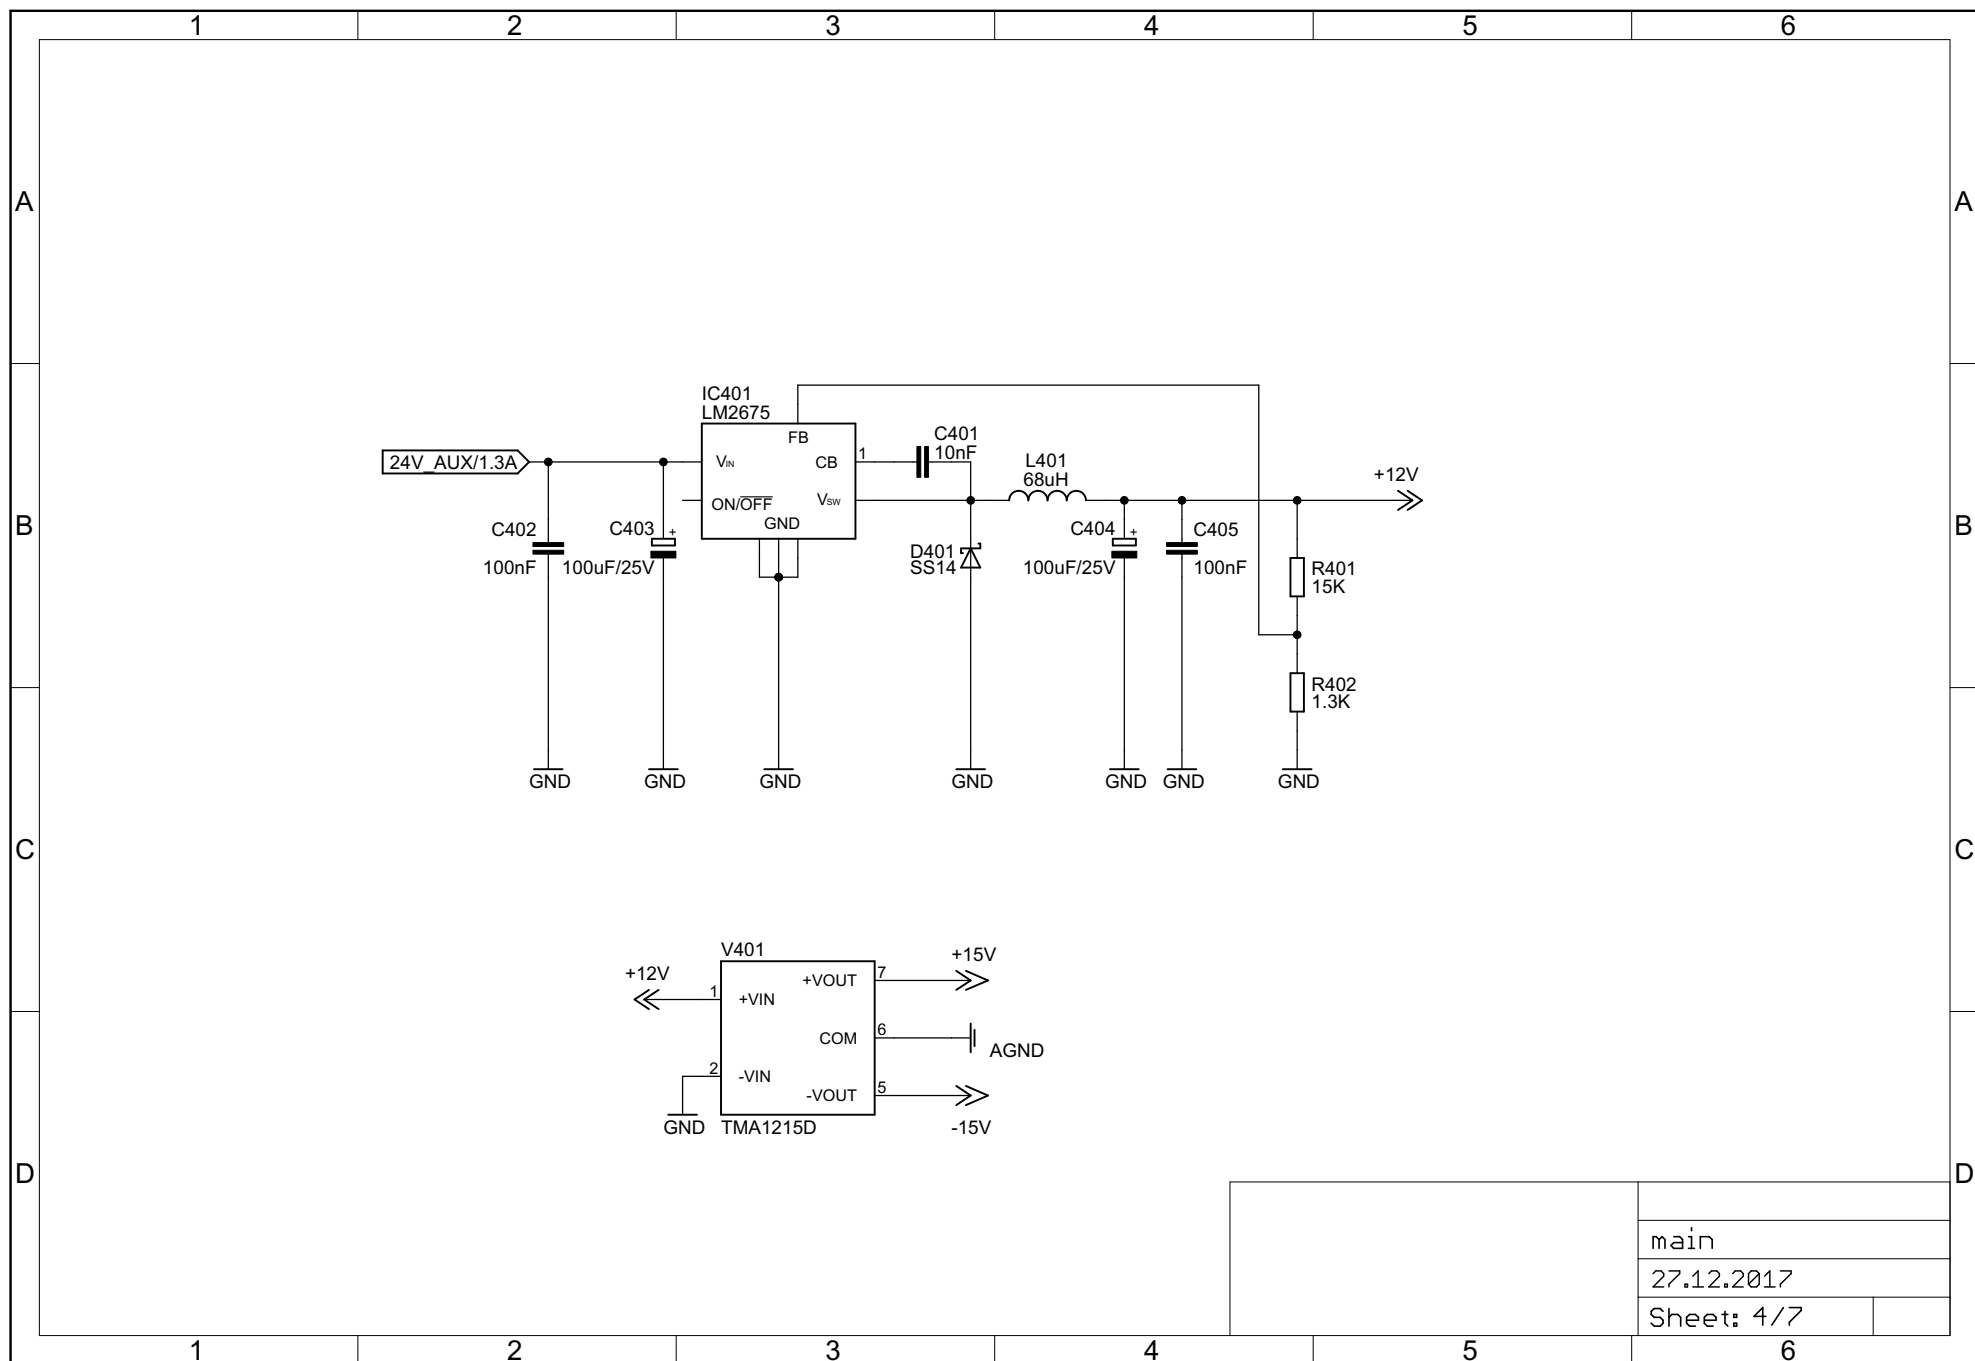 1 2 3 4 5 6
A A
IC401
LM2675
FB
24V_AUX/1.3A
VIN
CB
1
C401
10nF
L401
68uH
+12V
ON/OFF
VSW
GND
B B
C402
100nF
C403
+
100uF/25V
D401
SS14
C404
+
100uF/25V
C405
100nF
R401
15K
R402
1.3K
GND GND GND GND GND GND GND
C C
V401
+12V
1
+VIN
+VOUT
7
+15V
COM
6
AGND
2
-VIN
-VOUT
5
-15V
GND
TMA1215D
D D
main
27.12.2017
Sheet: 4/7
1 2 3 4 5 6